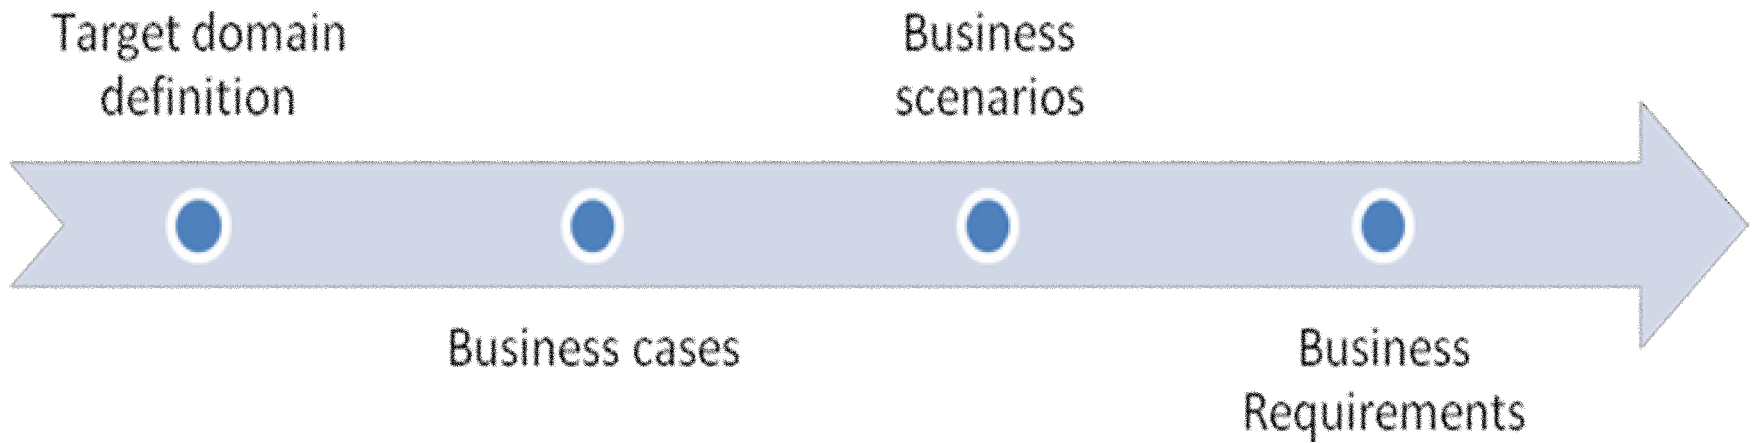 Target domain
definition
Business cases
Business
scenarios
Business
Requirements